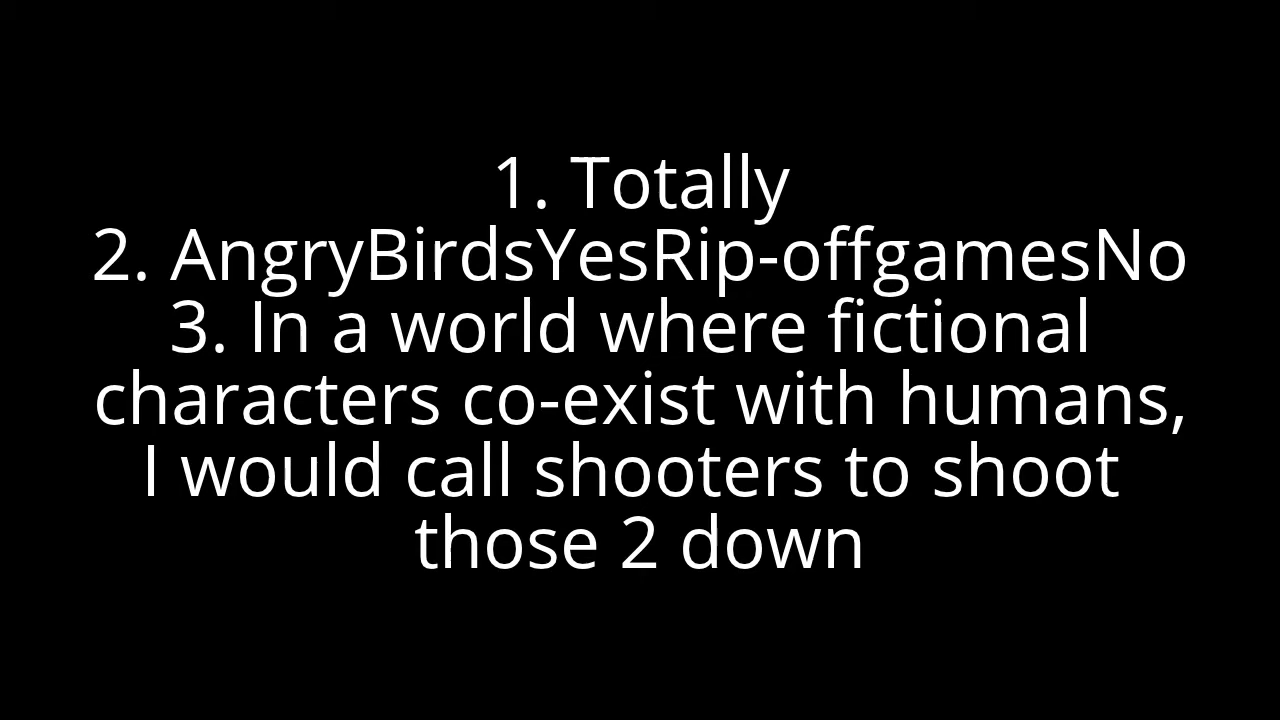 1. Totally
2. AngryBirdsYesRip-offgamesNo
3. In a world where fictional
characters co-exist with humans,
I would call shooters to shoot
those 2 down